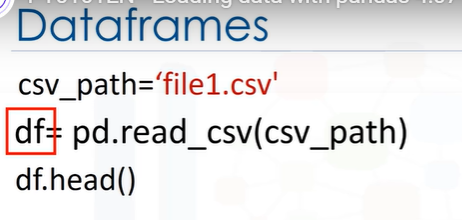 Dataframes
csv_path=‘file1.csv'
df= pd.read_csv(csv_path)
df.head()